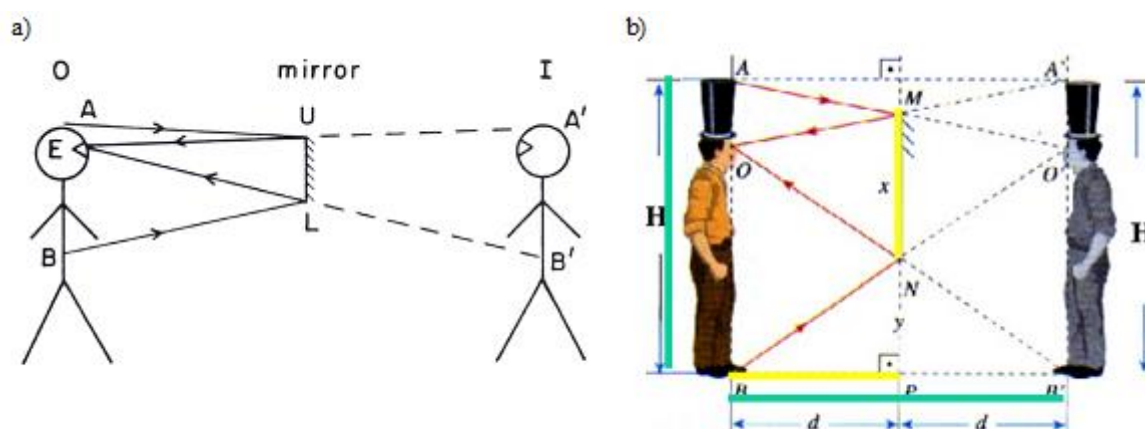 a)
O mirror I
A U A'
E
L
B B'
b)
A A'
M
O O'
x
H H
N
y
B P B'
d d